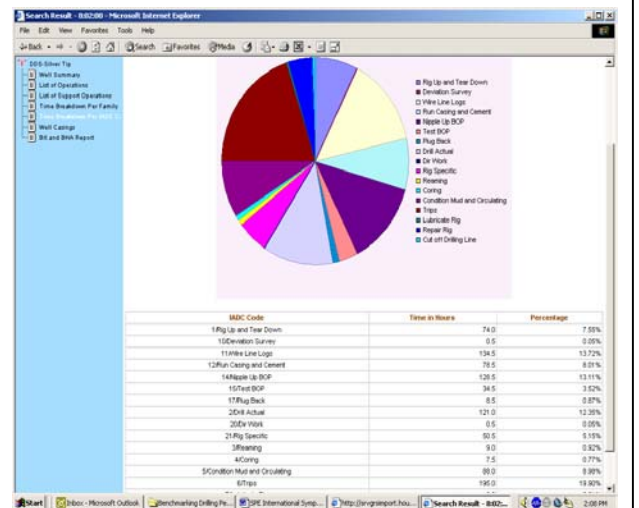 Search Result - 8:02:00 - Microsoft Internet Explorer
File Edit View Favorites Tools Help
Back Search Favorites Media
DDS-Silver Tip
Well Summary
List of Operations
List of Support Operations
Time Breakdown Per Family
Time Breakdown Per IADC C...
Well Casings
Bit and BHA Report
Rig Up and Tear Down
Deviation Survey
Wire Line Logs
Run Casing and Cement
Nipple Up BOP
Test BOP
Plug Back
Drill Actual
Dir Work
Rig Specific
Reaming
Coring
Condition Mud and Circulating
Trips
Lubricate Rig
Repair Rig
Cut off Drilling Line
IADC Code Time in Hours Percentage
1/Rig Up and Tear Down 74.0 7.55%
10/Deviation Survey 0.5 0.05%
11/Wire Line Logs 134.5 13.72%
12/Run Casing and Cement 78.5 8.01%
14/Nipple Up BOP 128.5 13.11%
15/Test BOP 34.5 3.52%
17/Plug Back 8.5 0.87%
2/Drill Actual 121.0 12.35%
20/Dir Work 0.5 0.05%
21/Rig Specific 50.5 5.15%
3/Reaming 9.0 0.92%
4/Coring 7.5 0.77%
5/Condition Mud and Circulating 88.0 8.98%
6/Trips 195.0 19.90%
Start Inbox - Microsoft Outlook Benchmarking Drilling Pe... SPE International Symp... Search Result - 8:02:... 2:08 PM